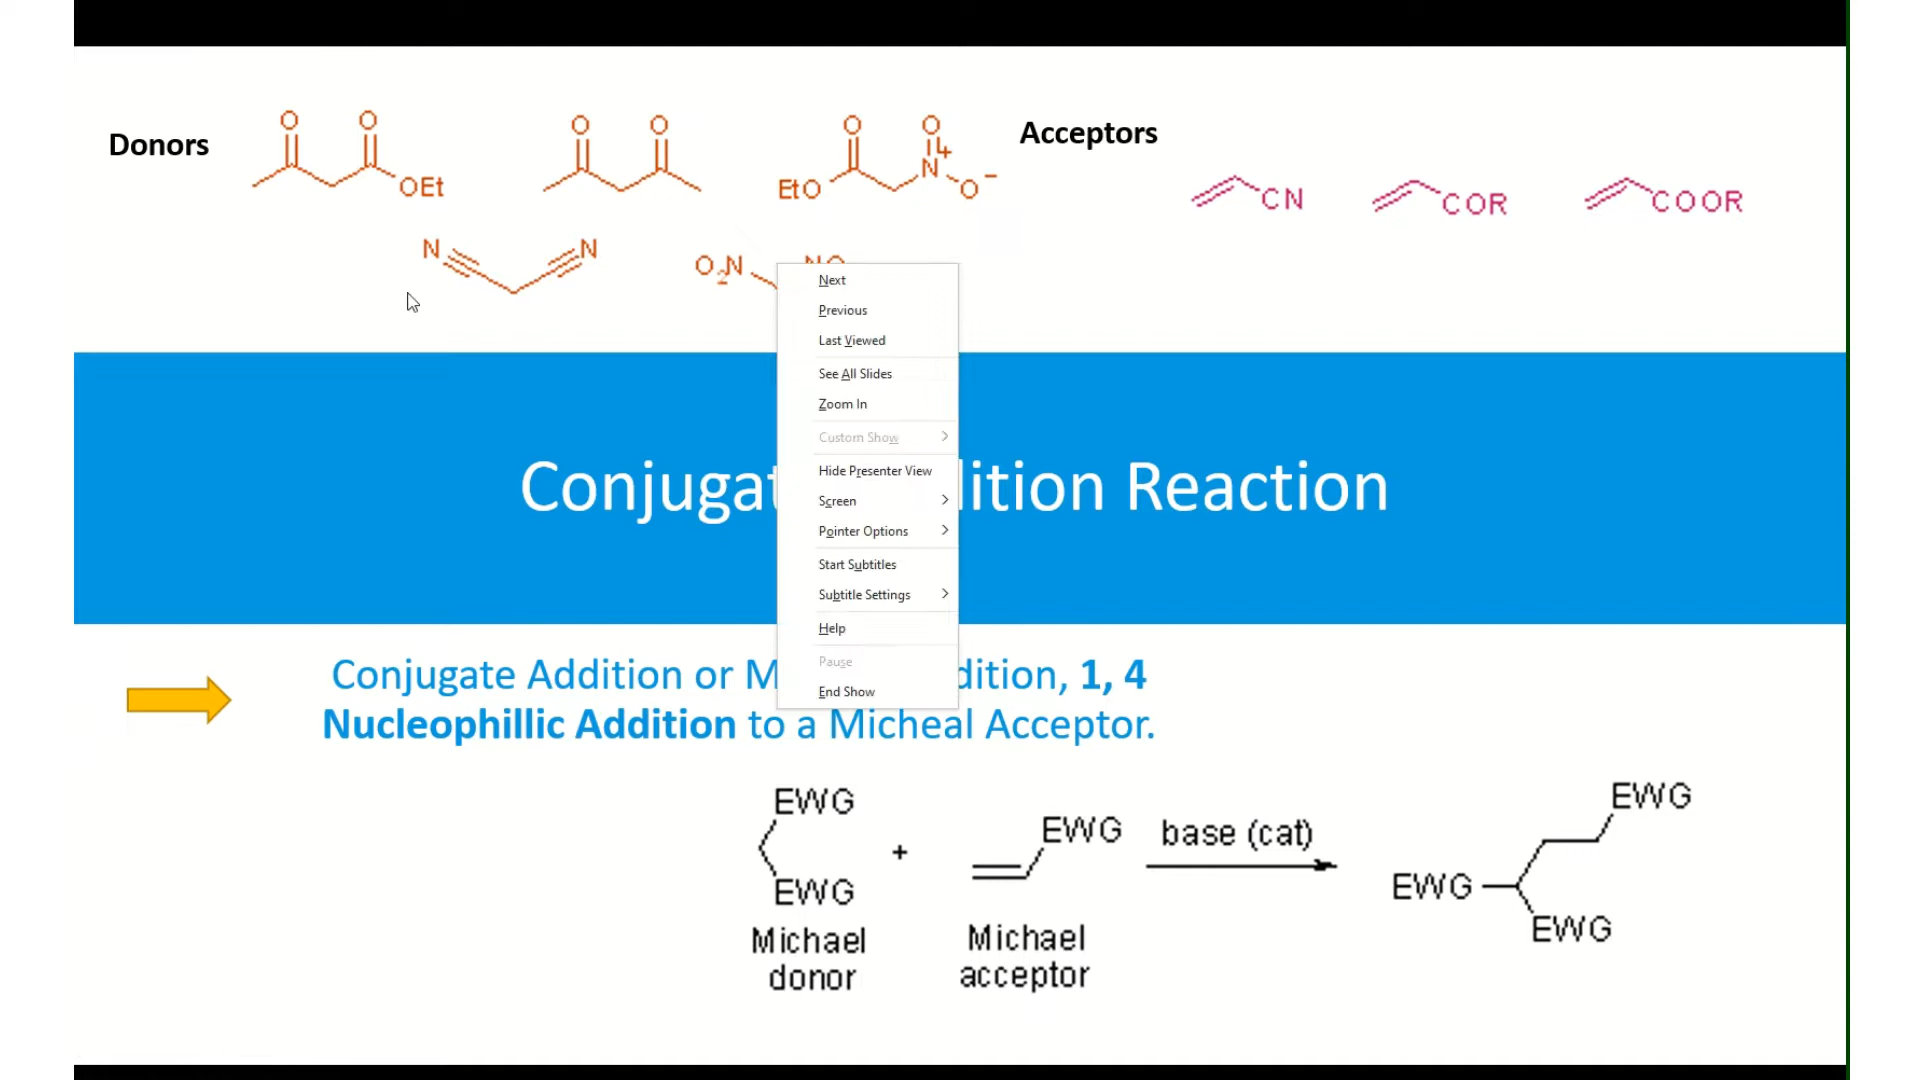 Donors
O O
OEt
O O
O O
EtO N+ O−
Acceptors
CN
COR
COOR
N N
O2N
Next
Previous
Last Viewed
See All Slides
Zoom In
Custom Show
Hide Presenter View
Screen
Pointer Options
Start Subtitles
Subtitle Settings
Help
Pause
End Show
Conjugat dition Reaction
Conjugate Addition or M dition, 1, 4
Nucleophillic Addition to a Micheal Acceptor.
EWG
EWG
Michael
donor
+
EWG
Michael
acceptor
base (cat)
EWG
EWG
EWG